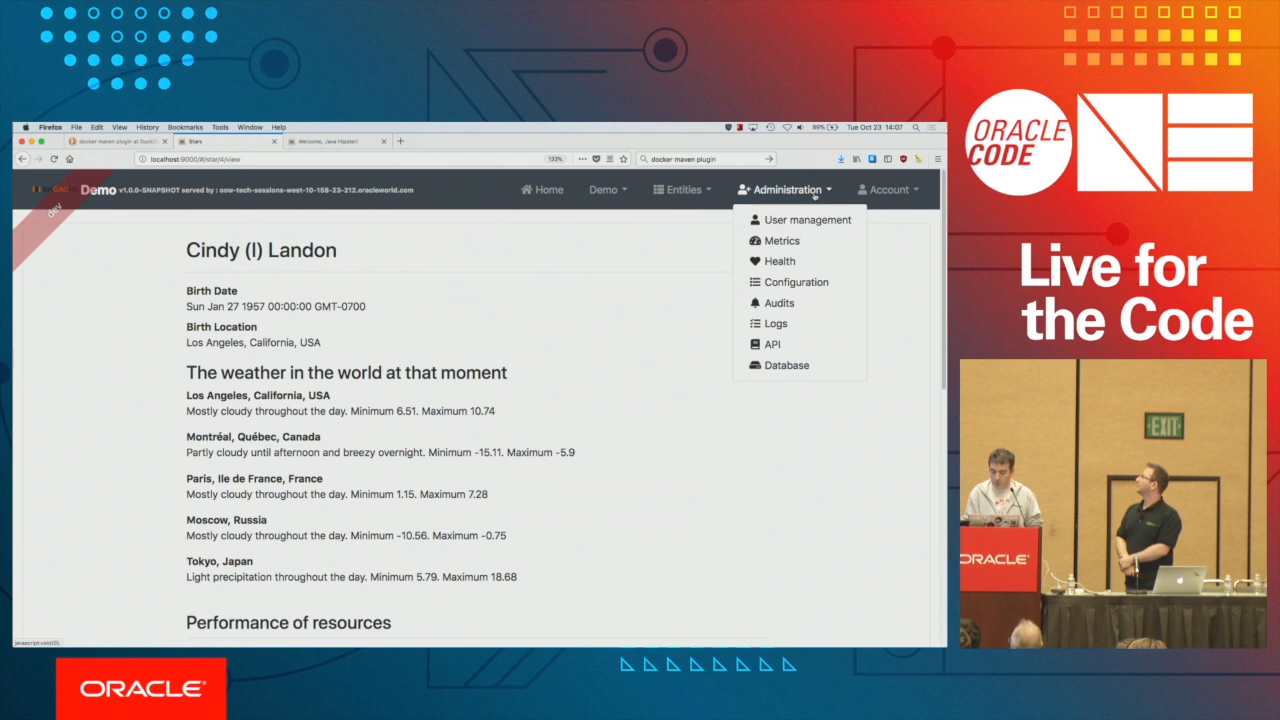 Firefox File Edit View History Bookmarks Tools Window Help
89% Tue Oct 23 14:07
docker maven plugin at DuckD
Stars
Welcome, Java Hipster!
localhost:9000/#/star/4/view
133%
docker maven plugin
dev
Demo v1.0.0-SNAPSHOT served by : oow-tech-sessions-west-10-158-23-212.oracleworld.com
Home
Demo
Entities
Administration
Account
User management
Metrics
Health
Configuration
Audits
Logs
API
Database
Cindy (I) Landon
Birth Date
Sun Jan 27 1957 00:00:00 GMT-0700
Birth Location
Los Angeles, California, USA
The weather in the world at that moment
Los Angeles, California, USA
Mostly cloudy throughout the day. Minimum 6.51. Maximum 10.74
Montréal, Québec, Canada
Partly cloudy until afternoon and breezy overnight. Minimum -15.11. Maximum -5.9
Paris, Ile de France, France
Mostly cloudy throughout the day. Minimum 1.15. Maximum 7.28
Moscow, Russia
Mostly cloudy throughout the day. Minimum -10.56. Maximum -0.75
Tokyo, Japan
Light precipitation throughout the day. Minimum 5.79. Maximum 18.68
Performance of resources
javascript:void(0);
ORACLE
CODE
ONE
Live for
the Code
EXIT
ORACLE
ORACLE